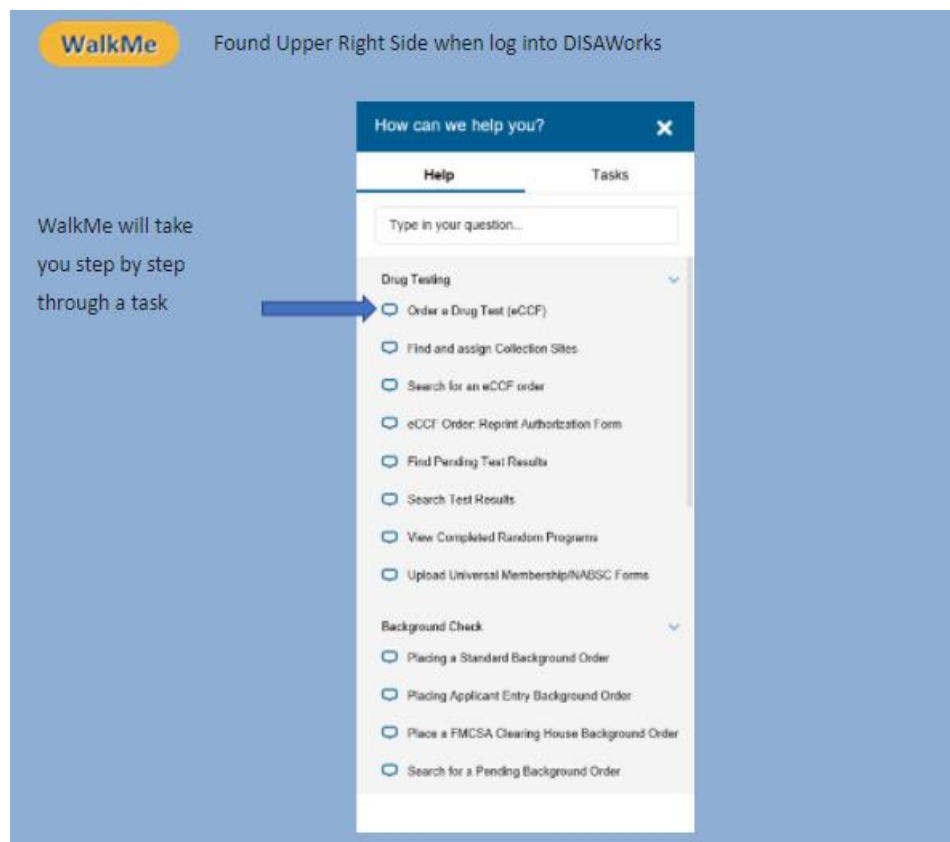 WalkMe
Found Upper Right Side when log into DISAWorks
How can we help you?
Help
Tasks
Type in your question...
WalkMe will take
you step by step
through a task
Drug Testing
Order a Drug Test (eCCF)
Find and assign Collection Sites
Search for an eCCF order
eCCF Order: Reprint Authorization Form
Find Pending Test Results
Search Test Results
View Completed Random Programs
Upload Universal Membership/NABSC Forms
Background Check
Placing a Standard Background Order
Placing Applicant Entry Background Order
Place a FMCSA Clearing House Background Order
Search for a Pending Background Order